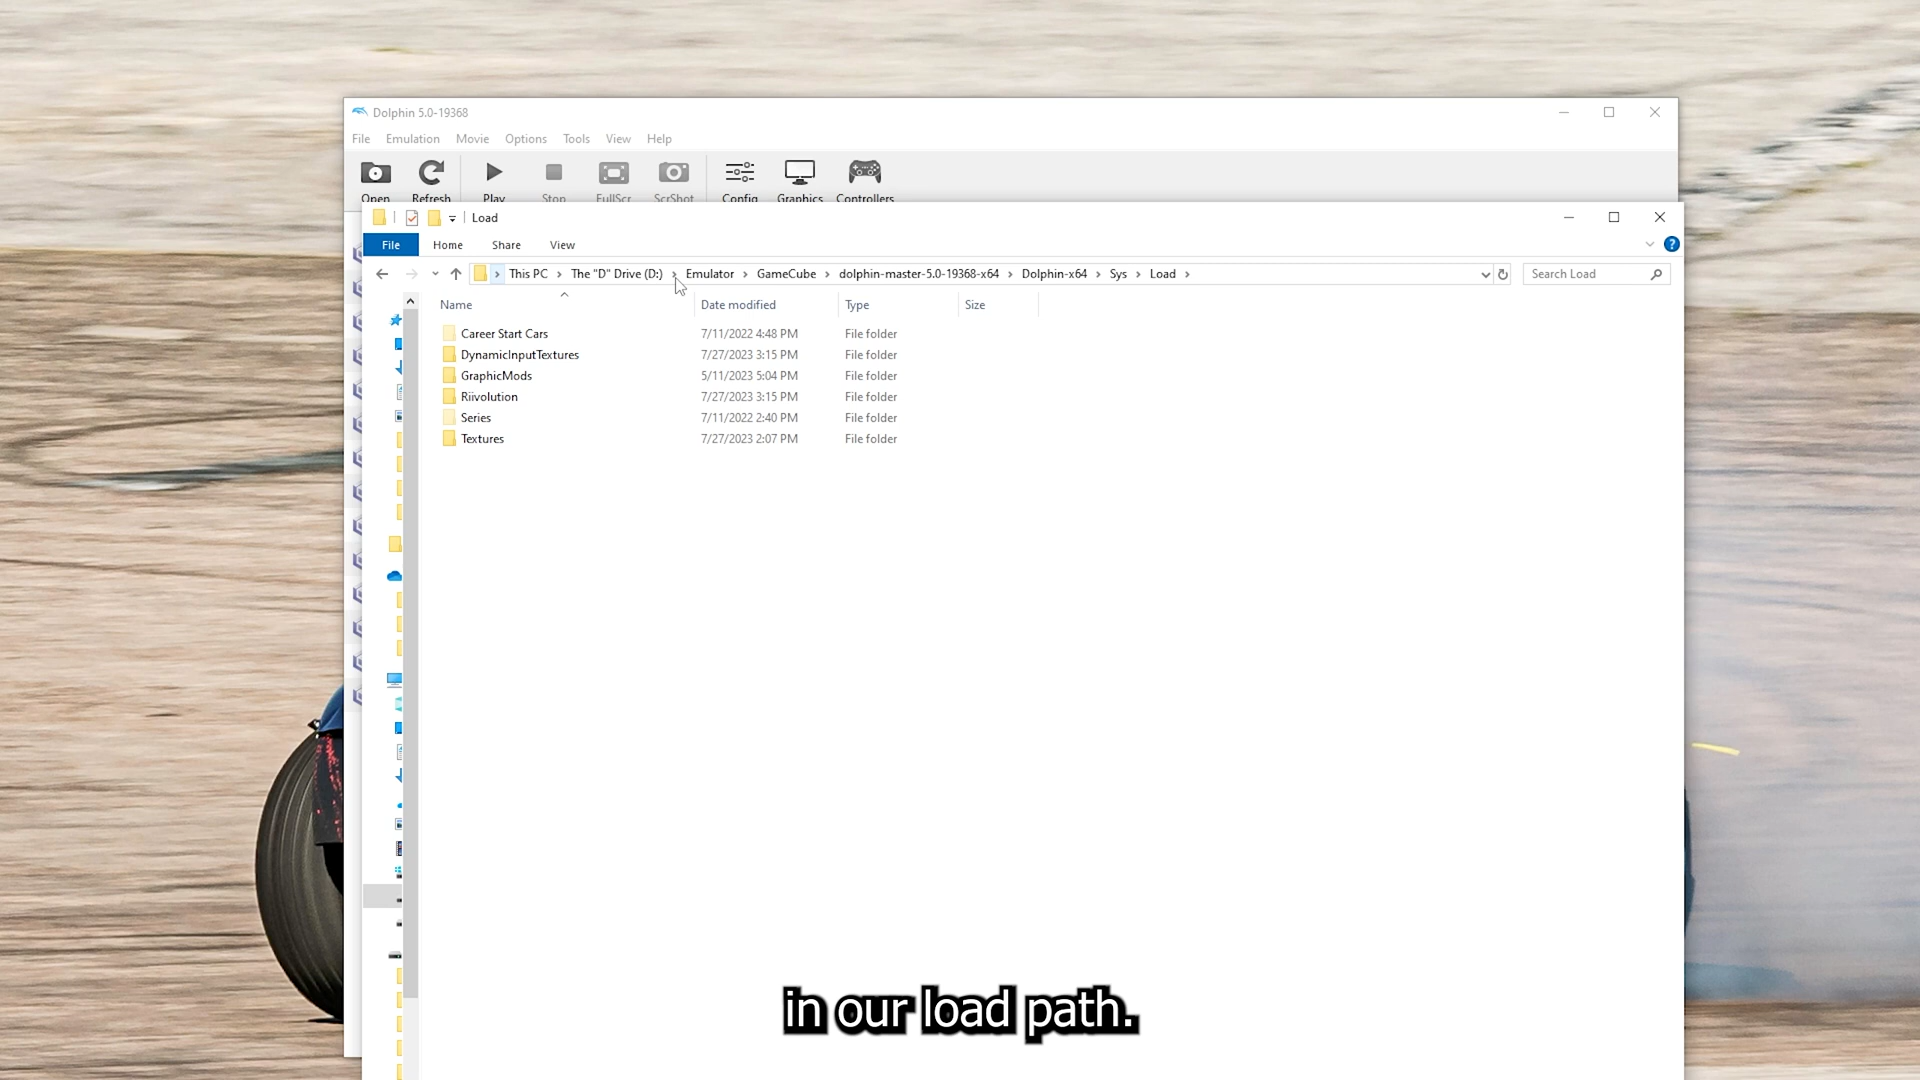 Dolphin 5.0-19368
File Emulation Movie Options Tools View Help
Open Refresh Play Stop FullScr ScrShot Config Graphics Controllers
Load
File Home Share View
This PC > The "D" Drive (D:) > Emulator > GameCube > dolphin-master-5.0-19368-x64 > Dolphin-x64 > Sys > Load >
Search Load
Name Date modified Type Size
Career Start Cars 7/11/2022 4:48 PM File folder
DynamicInputTextures 7/27/2023 3:15 PM File folder
GraphicMods 5/11/2023 5:04 PM File folder
Riivolution 7/27/2023 3:15 PM File folder
Series 7/11/2022 2:40 PM File folder
Textures 7/27/2023 2:07 PM File folder
in our load path.